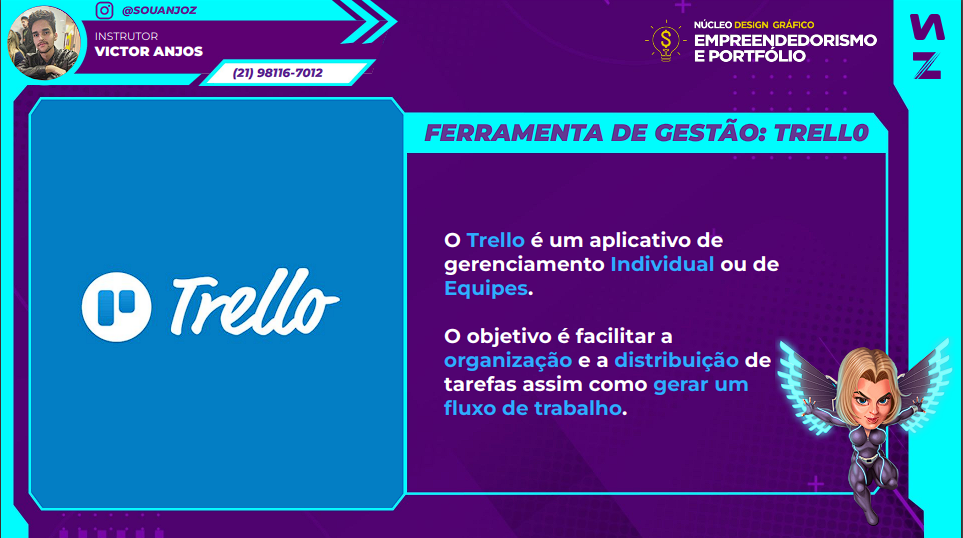 @SOUANJOZ
INSTRUTOR
VICTOR ANJOS
(21) 98116-7012
NÚCLEO DESIGN GRÁFICO
EMPREENDEDORISMO
E PORTFÓLIO
Trello
FERRAMENTA DE GESTÃO: TRELL0
O Trello é um aplicativo de
gerenciamento Individual ou de
Equipes.
O objetivo é facilitar a
organização e a distribuição de
tarefas assim como gerar um
fluxo de trabalho.